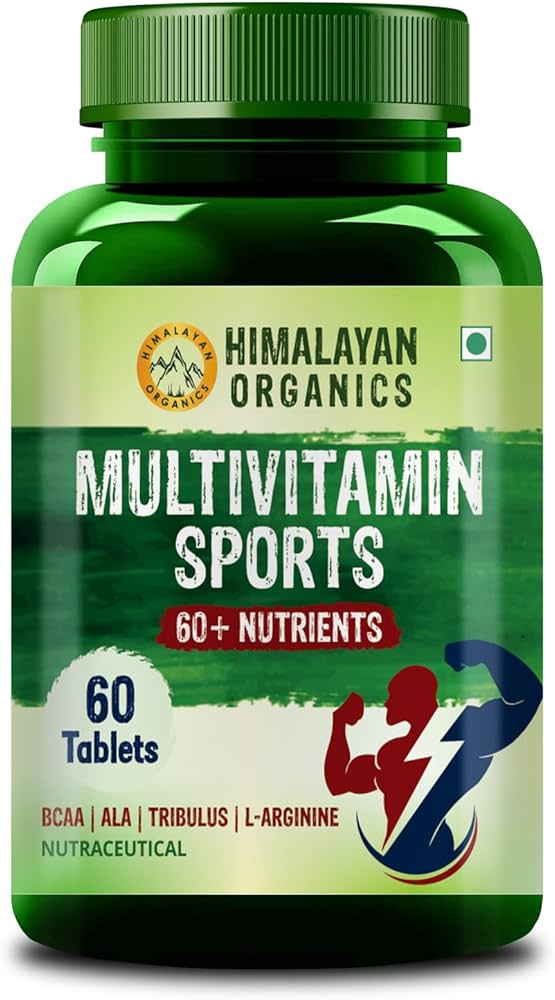 HIMALAYAN
ORGANICS
HIMALAYAN
ORGANICS
MULTIVITAMIN
SPORTS
60+ NUTRIENTS
60
Tablets
BCAA | ALA | TRIBULUS | L-ARGININE
NUTRACEUTICAL